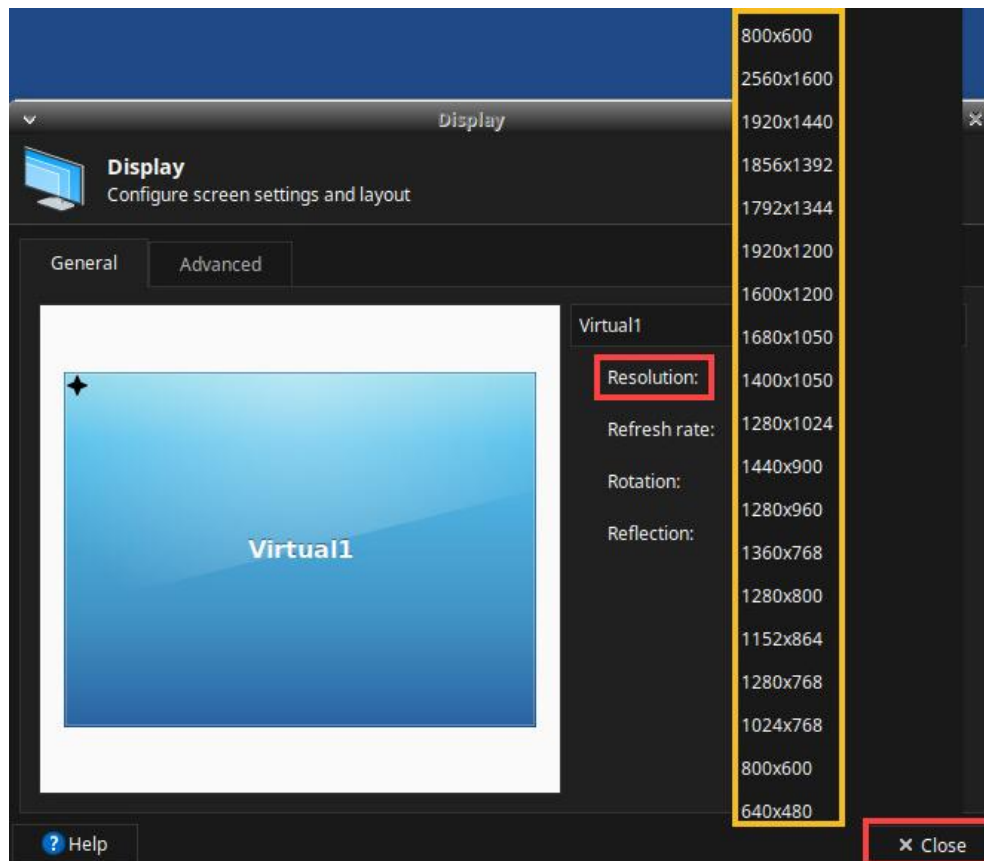 Display
Display
Configure screen settings and layout
General
Advanced
Virtual1
Virtual1
Resolution:
Refresh rate:
Rotation:
Reflection:
800x600
2560x1600
1920x1440
1856x1392
1792x1344
1920x1200
1600x1200
1680x1050
1400x1050
1280x1024
1440x900
1280x960
1360x768
1280x800
1152x864
1280x768
1024x768
800x600
640x480
? Help
× Close